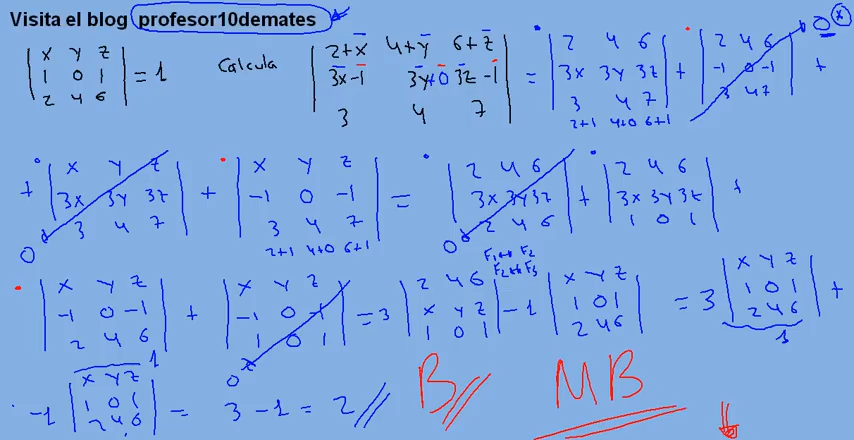 Visita el blog profesor10demates
| x y z | | 2+x 4+y 6+z | | 2 4 6 | | 2 4 6 | 0 (*)
| 1 0 1 | = 1 Calcula | 3x-1 3y+0 3z-1 | = | 3x 3y 3z | + | -1 0 -1 | +
| 2 4 6 | | 3 4 7 | | 3 4 7 | | 3 4 7 |
2+1 4+0 6+1
| x y z | | x y z | | 2 4 6 | | 2 4 6 |
+ | 3x 3y 3z | + | -1 0 -1 | = | 3x 3y 3z | + | 3x 3y 3z | +
0 | 3 4 7 | | 3 4 7 | 0 | 2 4 6 | | 1 0 1 |
2+1 4+0 6+1
F1↔F2
F2↔F3
| x y z | | x y z | | 2 4 6 | | x y z | | x y z |
| -1 0 -1 | + | -1 0 -1 | = 3 | x y z | -1 | 1 0 1 | = 3 | 1 0 1 | +
| 2 4 6 | | 1 0 1 | | 1 0 1 | | 2 4 6 | | 2 4 6 |
1 0 1
| x y z |
-1 | 1 0 1 | = 3-1=2 // B // MB
| 2 4 6 |